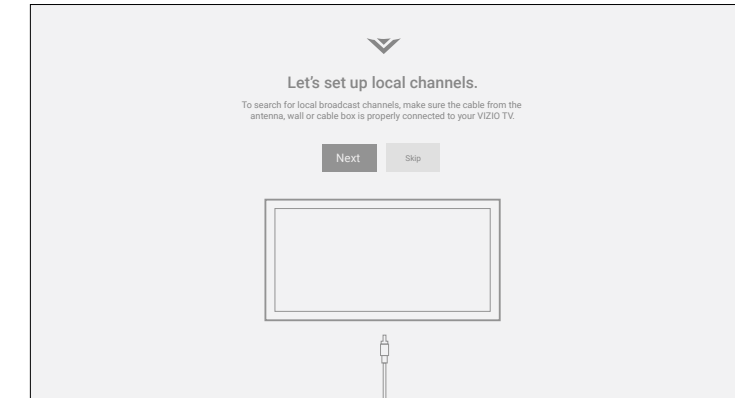 Let's set up local channels.
To search for local broadcast channels, make sure the cable from the
antenna, wall or cable box is properly connected to your VIZIO TV.
Next Skip